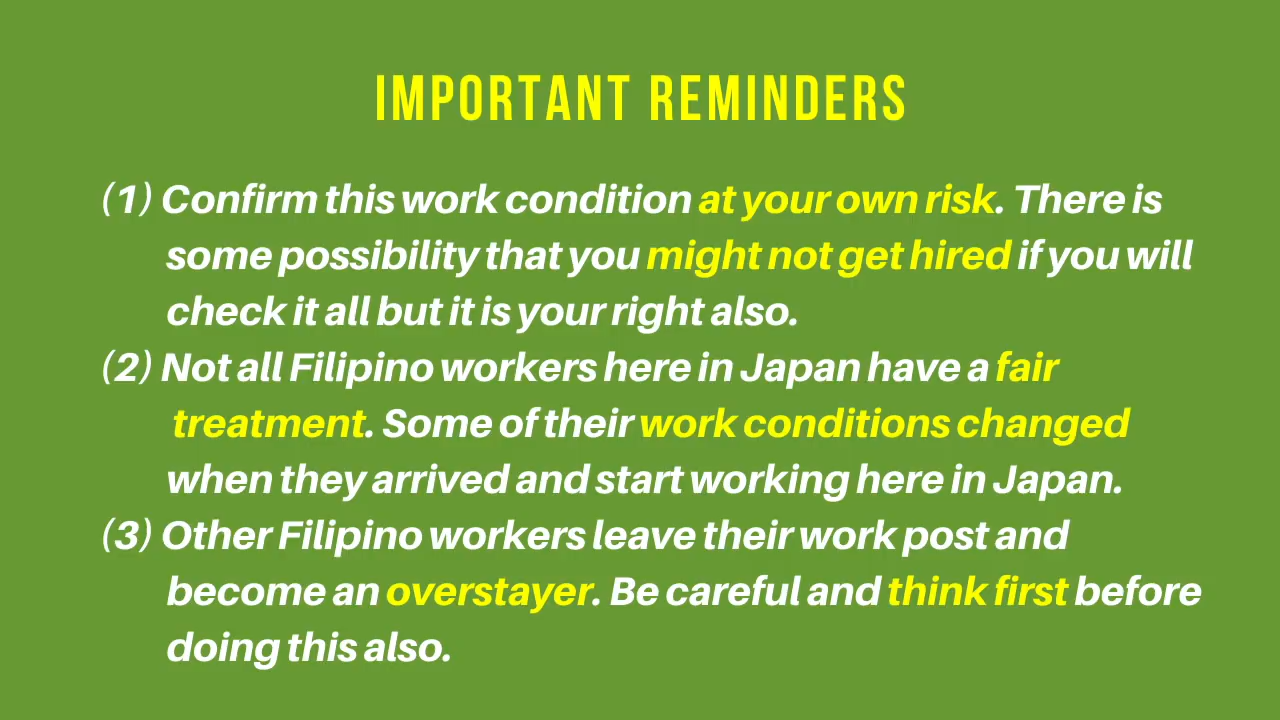 IMPORTANT REMINDERS
(1) Confirm this work condition at your own risk. There is
some possibility that you might not get hired if you will
check it all but it is your right also.
(2) Not all Filipino workers here in Japan have a fair
treatment. Some of their work conditions changed
when they arrived and start working here in Japan.
(3) Other Filipino workers leave their work post and
become an overstayer. Be careful and think first before
doing this also.